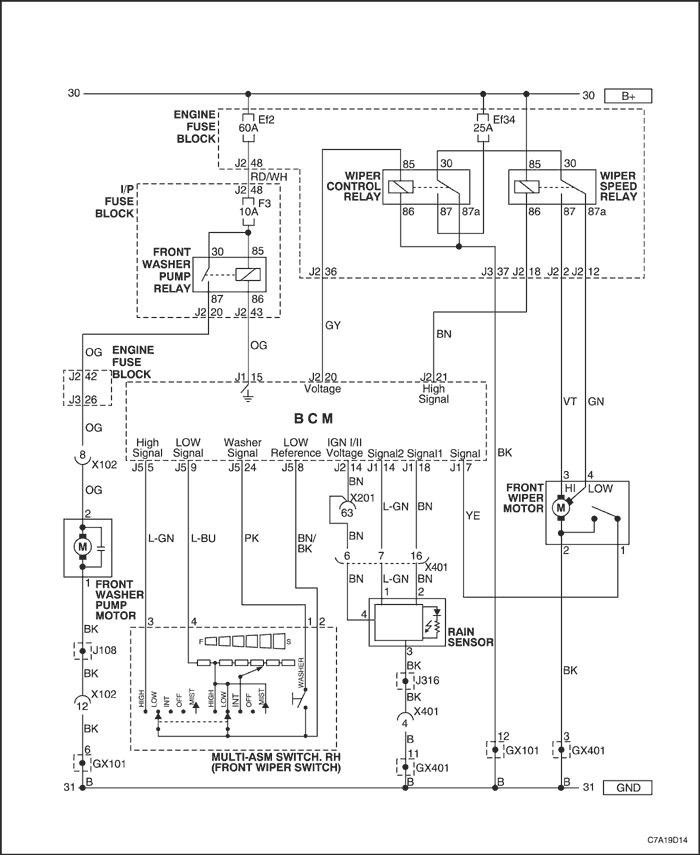 30 30 B+
ENGINE FUSE BLOCK
Ef2
60A
Ef34
25A
J2 48
RD/WH
I/P FUSE BLOCK
J2 48
F3
10A
WIPER CONTROL RELAY
85 30
86 87 87a
WIPER SPEED RELAY
85 30
86 87 87a
FRONT WASHER PUMP RELAY
30 85
87 86
J2 20 J2 43
J2 36 J3 37 J2 18 J2 2 J2 12
GY
BN
OG
OG
ENGINE FUSE BLOCK
J2 42
J3 26
OG
8 X102
OG
J1 15 J2 20 J2 21
Voltage
High Signal
BCM
High Signal
LOW Signal
Washer Signal
LOW Reference
IGN I/II Voltage
Signal2 Signal1 Signal
J5 5 J5 9 J5 24 J5 8 J2 14 J1 14 J1 18 J1 7
VT GN
BK
BN
X201
63
L-GN BN
YE
L-GN L-BU PK BN/BK
BN
6 7 16
X401
BN L-GN BN
FRONT WIPER MOTOR
3 4
HI LOW
M
2 1
2
M
1
FRONT WASHER PUMP MOTOR
BK
J108
BK
X102
12
BK
6
GX101
B
3 4 1 2
F S
WASHER
HIGH LOW INT OFF MIST HIGH LOW INT OFF MIST
MULTI-ASM SWITCH. RH
(FRONT WIPER SWITCH)
1 2
4
RAIN SENSOR
3
BK
J316
BK
X401
4
B
11
GX401
B
12
GX101
B
BK
3
GX401
B
31 31 GND
C7A19D14